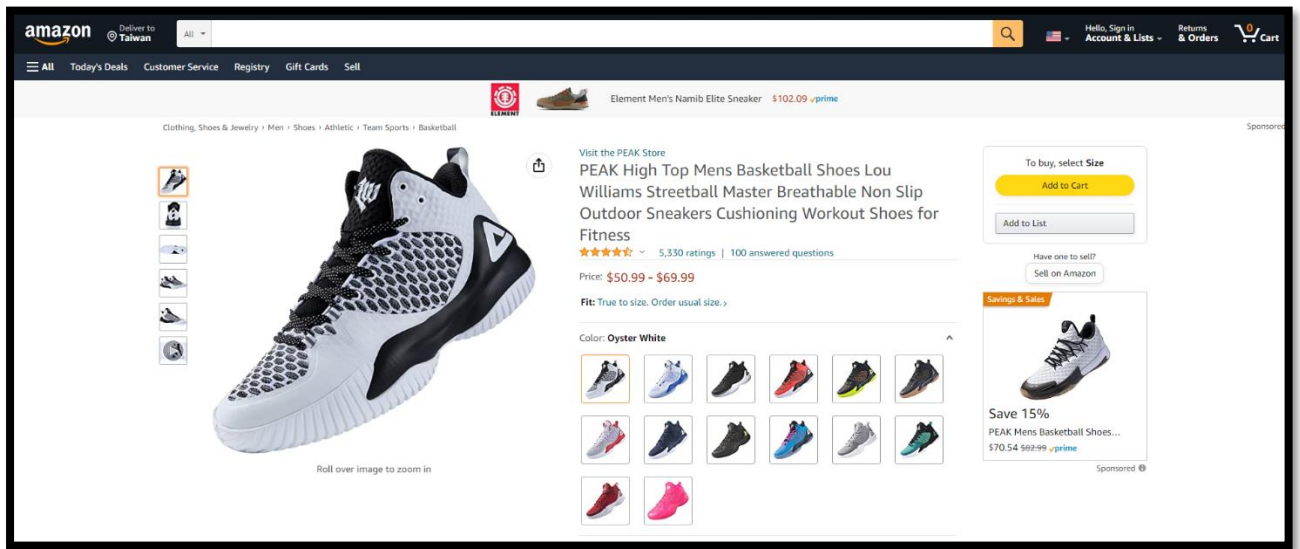 amazon
Deliver to
Taiwan
All
Hello, Sign in
Account & Lists
Returns
& Orders
0
Cart
All Today's Deals Customer Service Registry Gift Cards Sell
ELEMENT
Element Men's Namib Elite Sneaker $102.09 prime
Clothing, Shoes & Jewelry › Men › Shoes › Athletic › Team Sports › Basketball
Sponsored
Visit the PEAK Store
PEAK High Top Mens Basketball Shoes Lou
Williams Streetball Master Breathable Non Slip
Outdoor Sneakers Cushioning Workout Shoes for
Fitness
5,330 ratings | 100 answered questions
Price: $50.99 - $69.99
Fit: True to size. Order usual size. ›
Color: Oyster White
Roll over image to zoom in
To buy, select Size
Add to Cart
Add to List
Have one to sell?
Sell on Amazon
Savings & Sales
Save 15%
PEAK Mens Basketball Shoes...
$70.54 $82.99 prime
Sponsored